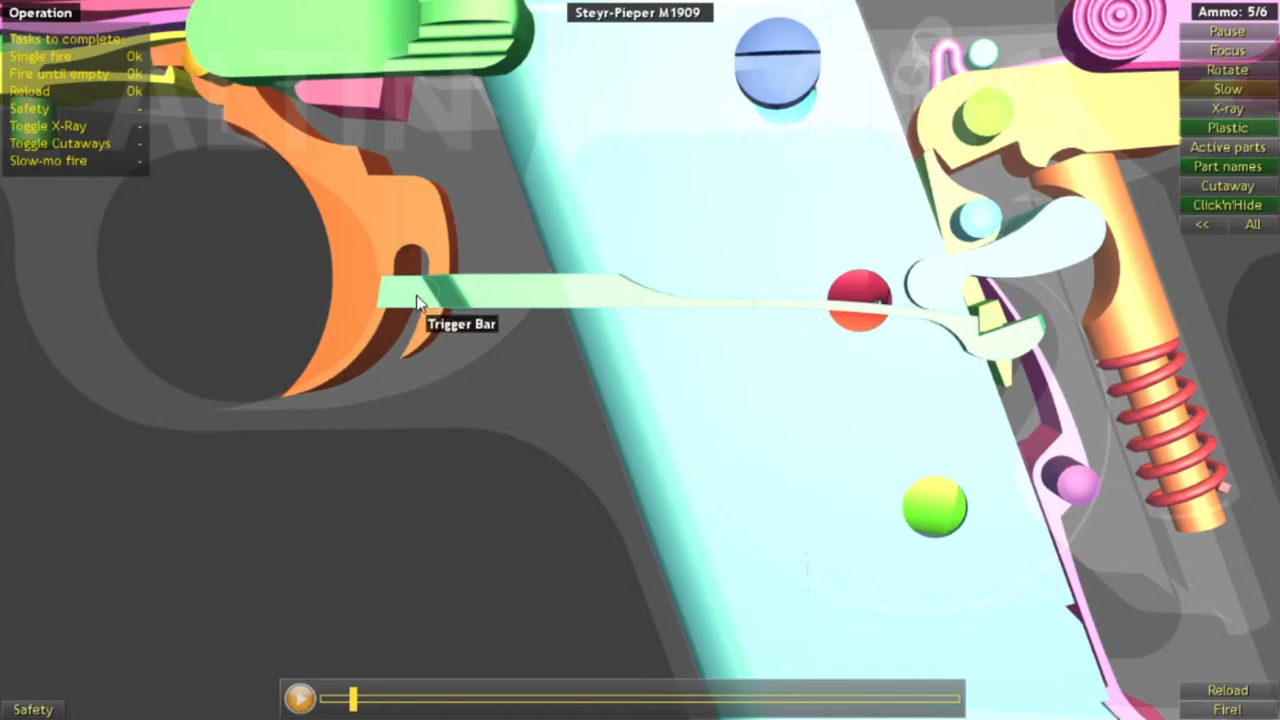 Operation
Tasks to complete:
Single fire Ok
Fire until empty Ok
Reload Ok
Safety -
Toggle X-Ray -
Toggle Cutaways -
Slow-mo fire -
Steyr-Pieper M1909
Ammo: 5/6
Pause
Focus
Rotate
Slow
X-ray
Plastic
Active parts
Part names
Cutaway
Click'n'Hide
<< All
Trigger Bar
Safety
Reload
Fire!